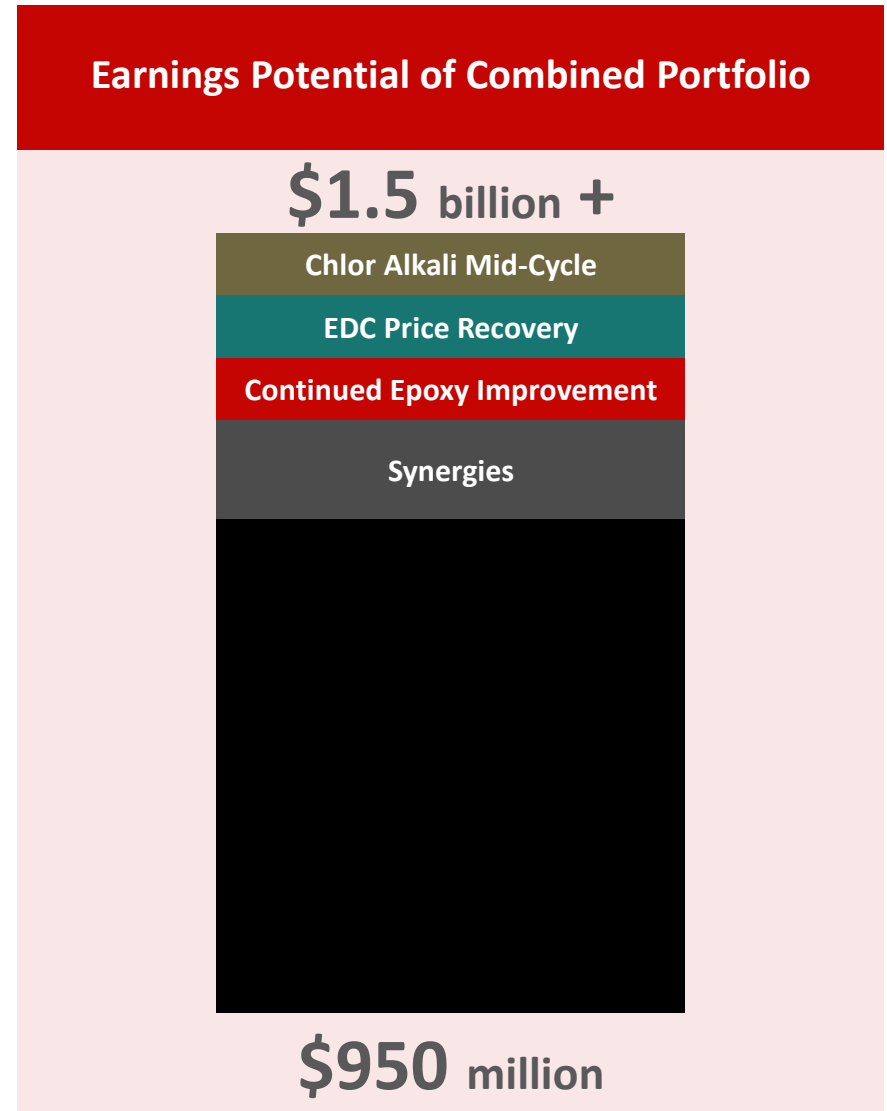 Earnings Potential of Combined Portfolio
$1.5 billion +
Chlor Alkali Mid-Cycle
EDC Price Recovery
Continued Epoxy Improvement
Synergies
$950 million